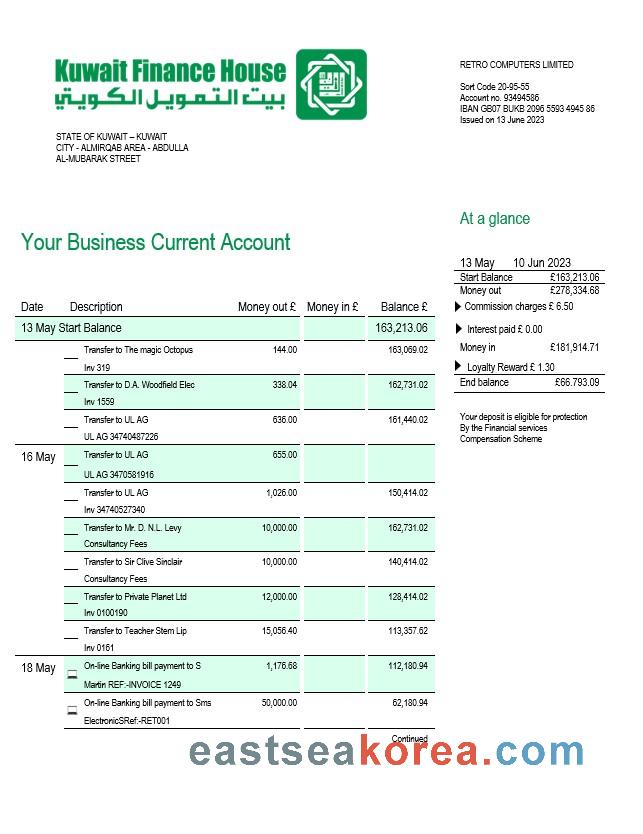 Kuwait Finance House
بيت التمويل الكويتي
STATE OF KUWAIT – KUWAIT
CITY - ALMIRQAB AREA - ABDULLA
AL-MUBARAK STREET
RETRO COMPUTERS LIMITED
Sort Code 20-95-55
Account no. 93494586
IBAN GB07 BUKB 2096 5593 4945 86
Issued on 13 June 2023
Your Business Current Account
Date Description Money out £ Money in £ Balance £
13 May Start Balance 163,213.06
Transfer to The magic Octopus 144.00 163,069.02
Inv 319
Transfer to D.A. Woodfield Elec 338.04 162,731.02
Inv 1559
Transfer to UL AG 636.00 161,440.02
UL AG 34740487226
16 May Transfer to UL AG 655.00
UL AG 3470581916
Transfer to UL AG 1,026.00 150,414.02
Inv 34740527340
Transfer to Mr. D. N.L. Levy 10,000.00 162,731.02
Consultancy Fees
Transfer to Sir Clive Sinclair 10,000.00 140,414.02
Consultancy Fees
Transfer to Private Planet Ltd 12,000.00 128,414.02
Inv 0100190
Transfer to Teacher Stem Lip 15,056.40 113,357.62
Inv 0161
18 May On-line Banking bill payment to S 1,176.68 112,180.94
Martin REF:-INVOICE 1249
On-line Banking bill payment to Sms 50,000.00 62,180.94
ElectronicSRef:-RET001
Continued
At a glance
13 May 10 Jun 2023
Start Balance £163,213.06
Money out £278,334.68
Commission charges £ 6.50
Interest paid £ 0.00
Money in £181,914.71
Loyalty Reward £ 1.30
End balance £66.793.09
Your deposit is eligible for protection
By the Financial services
Compensation Scheme
eastseakorea.com